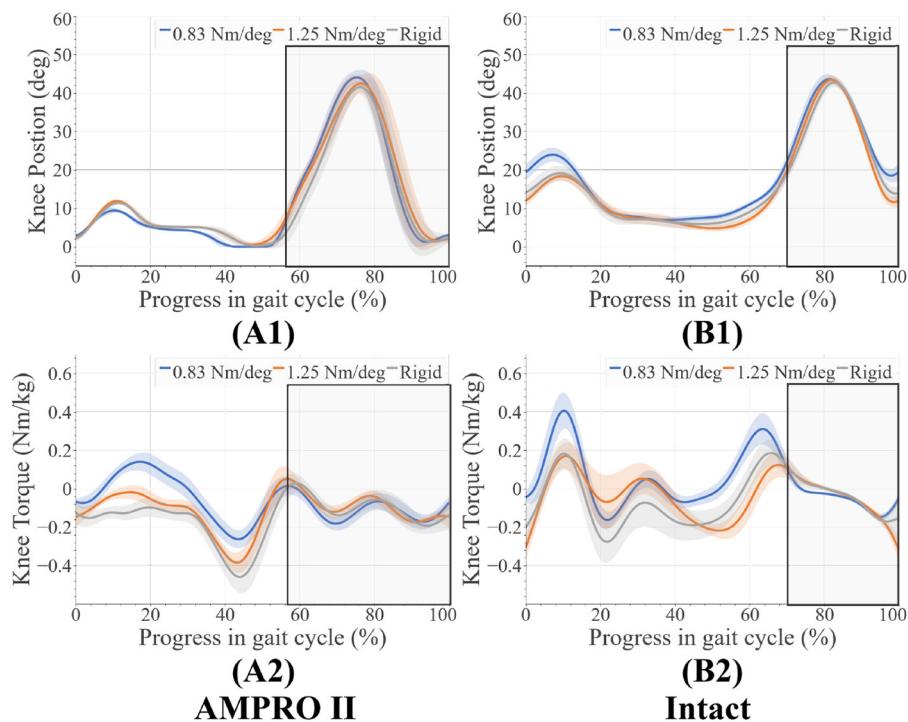 0.83 Nm/deg 1.25 Nm/deg Rigid
Knee Postion (deg)
60
50
40
30
20
10
0
0 20 40 60 80 100
Progress in gait cycle (%)
(A1)
0.83 Nm/deg 1.25 Nm/deg Rigid
Knee Position (deg)
60
50
40
30
20
10
0
0 20 40 60 80 100
Progress in gait cycle (%)
(B1)
0.83 Nm/deg 1.25 Nm/deg Rigid
Knee Torque (Nm/kg)
0.6
0.4
0.2
0
−0.2
−0.4
0 20 40 60 80 100
Progress in gait cycle (%)
(A2)
AMPRO II
0.83 Nm/deg 1.25 Nm/deg Rigid
Knee Torque (Nm/kg)
0.6
0.4
0.2
0
−0.2
−0.4
0 20 40 60 80 100
Progress in gait cycle (%)
(B2)
Intact